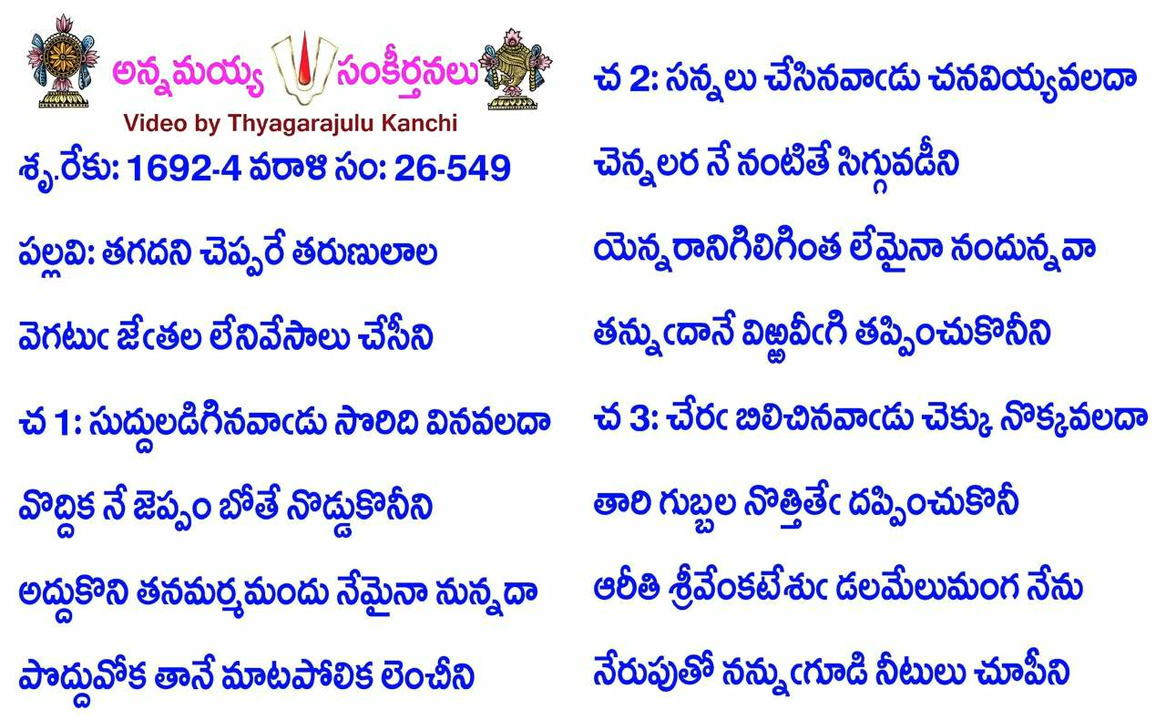 అన్నమయ్య సంకీర్తనలు
Video by Thyagarajulu Kanchi
శృ.రేకు: 1692-4 వరాళి సం: 26-549
పల్లవి: తగదని చెప్పరే తరుణులాల
వెగటుఁ జేఁతల లేనివేసాలు చేసీని
చ 1: సుద్దులడిగినవాఁడు సొరిది వినవలదా
వొద్దిక నే జెప్పం బోతే నొడ్డుకొనీని
అద్దుకొని తనమర్మమందు నేమైనా నున్నదా
పొద్దువోక తానే మాటపోలిక లెంచీని
చ 2: సన్నలు చేసినవాఁడు చనవియ్యవలదా
చెన్నలర నే నంటితే సిగ్గువడీని
యెన్నరానిగిలిగింత లేమైనా నందున్నవా
తన్నుఁదానే విఱ్ఱవీఁగి తప్పించుకొనీని
చ 3: చేరఁ బిలిచినవాఁడు చెక్కు నొక్కవలదా
తారి గుబ్బల నొత్తితేఁ దప్పించుకొనీ
ఆరీతి శ్రీవేంకటేశుఁ డలమేలుమంగ నేను
నేరుపుతో నన్నుఁగూడి నీటులు చూపీని